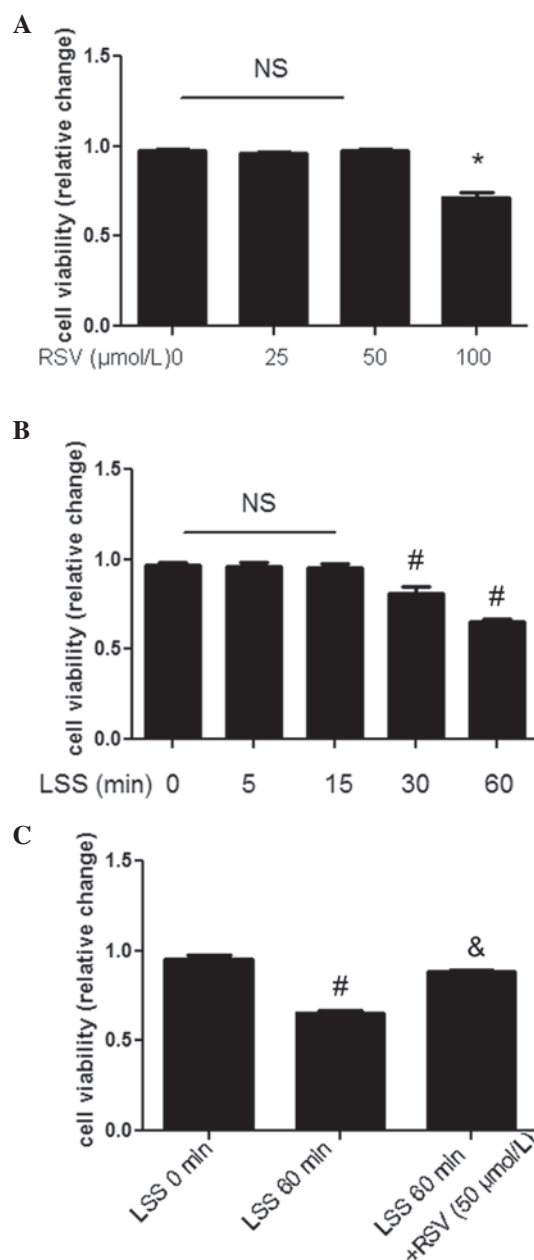 A
cell viability (relative change)
1.5
1.0
0.5
0.0
NS
*
RSV (µmol/L)0 25 50 100
B
cell viability (relative change)
1.5
1.0
0.5
0.0
NS
#
#
LSS (min) 0 5 15 30 60
C
cell viability (relative change)
1.5
1.0
0.5
0.0
#
&
LSS 0 min
LSS 60 min
LSS 60 min
+RSV (50 µmol/L)